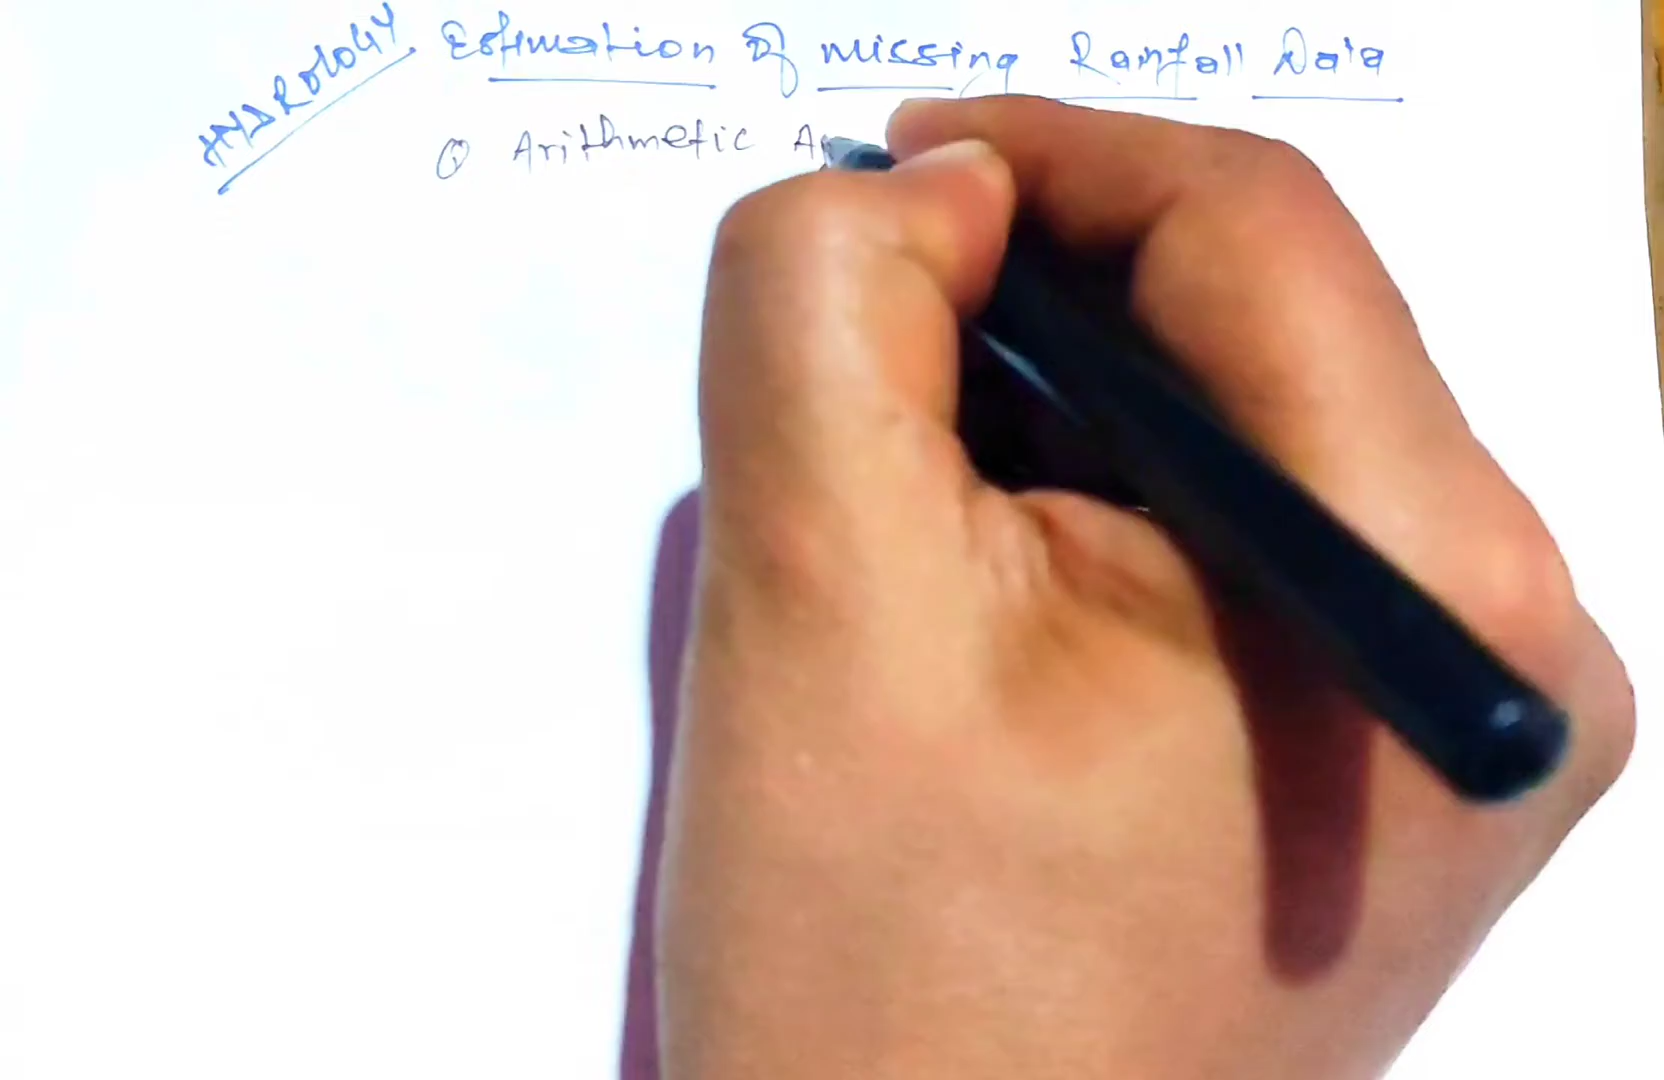 HYDROLOGY
Estimation of missing Rainfall Data
① Arithmetic A